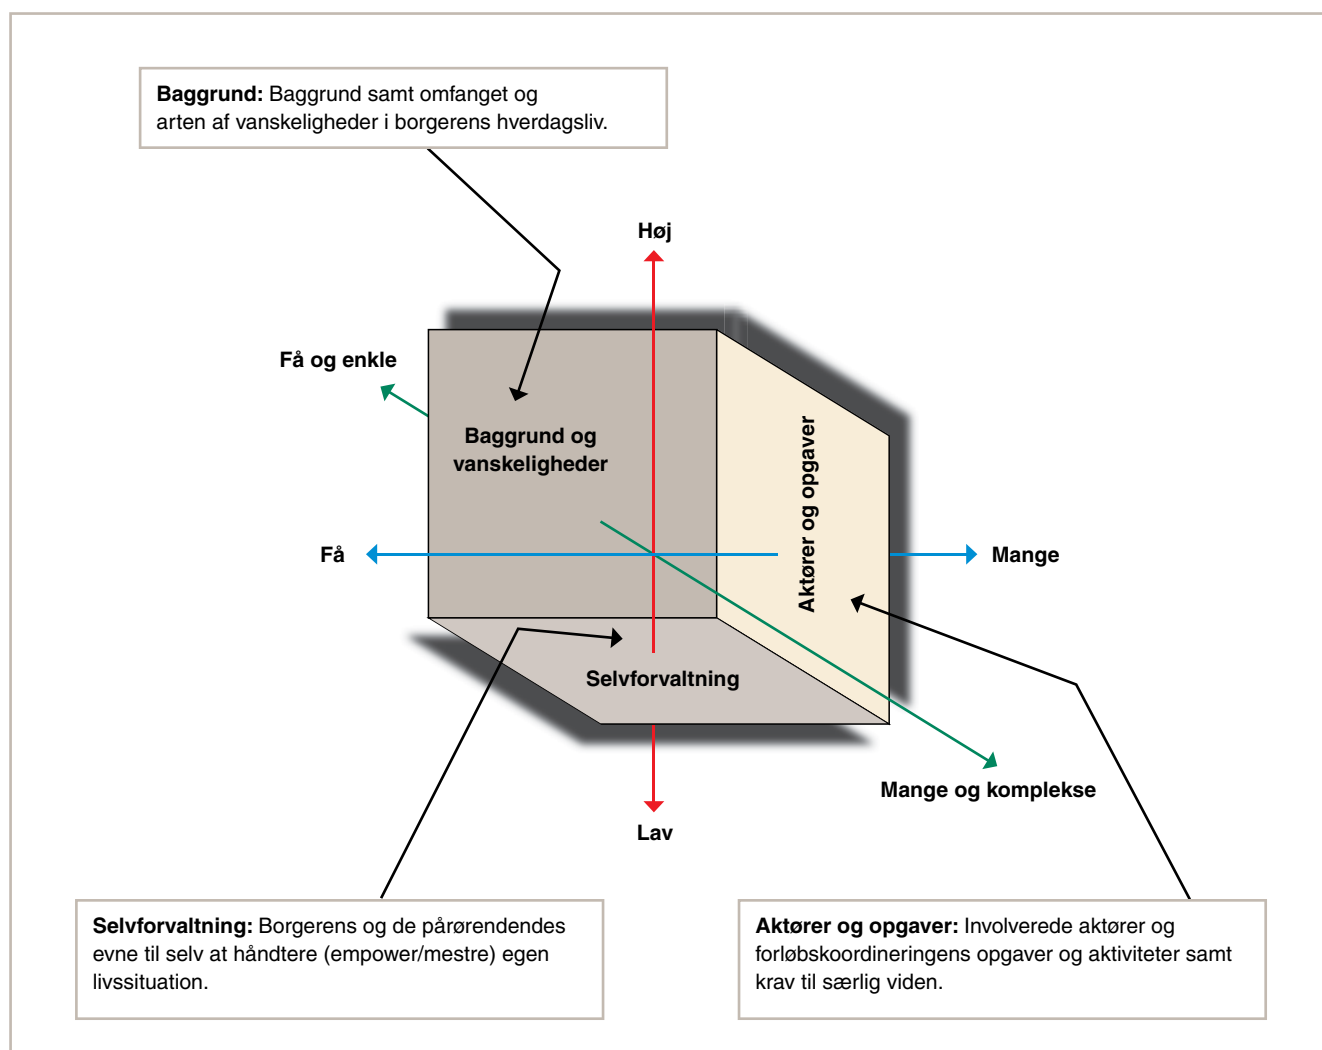 Baggrund: Baggrund samt omfanget og
arten af vanskeligheder i borgerens hverdagsliv.
Høj
Få og enkle
Baggrund og
vanskeligheder
Aktører og opgaver
Få
Mange
Selvforvaltning
Mange og komplekse
Lav
Selvforvaltning: Borgerens og de pårørendendes
evne til selv at håndtere (empower/mestre) egen
livssituation.
Aktører og opgaver: Involverede aktører og
forløbskoordineringens opgaver og aktiviteter samt
krav til særlig viden.